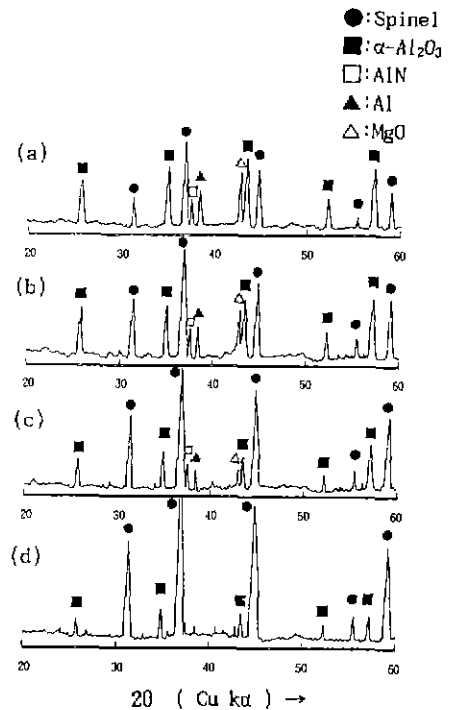 ●:Spinel
■:α-Al₂O₃
□:AlN
▲:Al
△:MgO
(a)
20 30 40 50 60
(b)
20 30 40 50 60
(c)
20 30 40 50 60
(d)
20 30 40 50 60
2θ ( Cu kα ) →